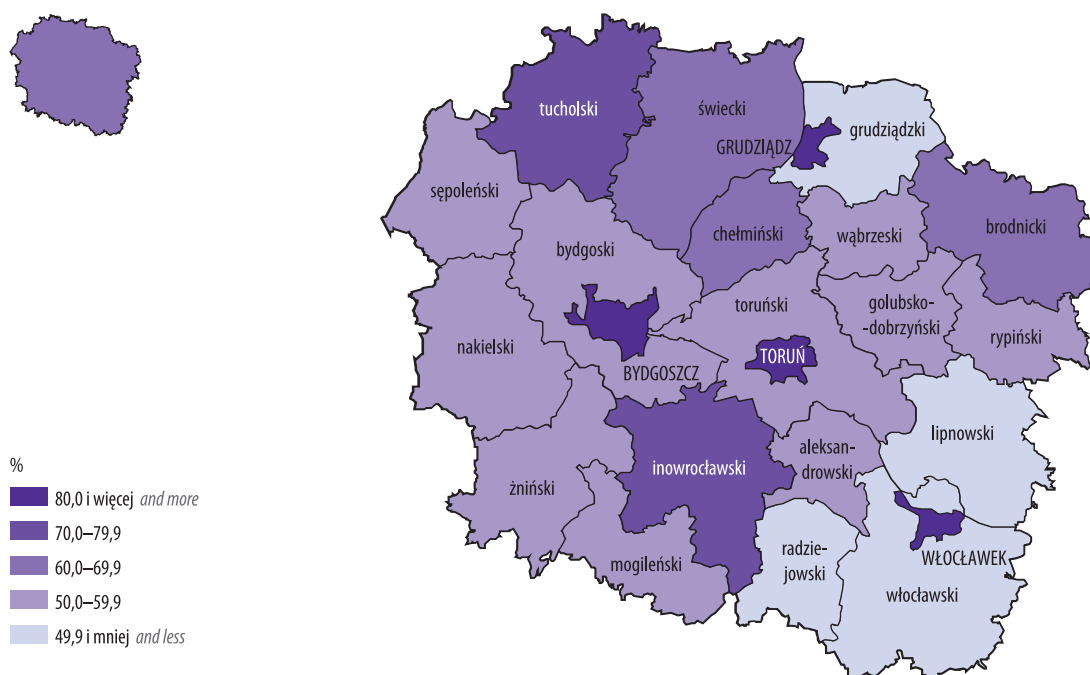 tucholski
świecki
grudziądzki
GRUDZIĄDZ
sępoleński
chełmiński
wąbrzeski
brodnicki
bydgoski
toruński
golubsko-
-dobrzyński
rypiński
nakielski
BYDGOSZCZ
TORUŃ
lipnowski
aleksan-
drowski
inowrocławski
żniński
mogileński
radzie-
jowski
WŁOCŁAWEK
włocławski
%
80,0 i więcej and more
70,0–79,9
60,0–69,9
50,0–59,9
49,9 i mniej and less